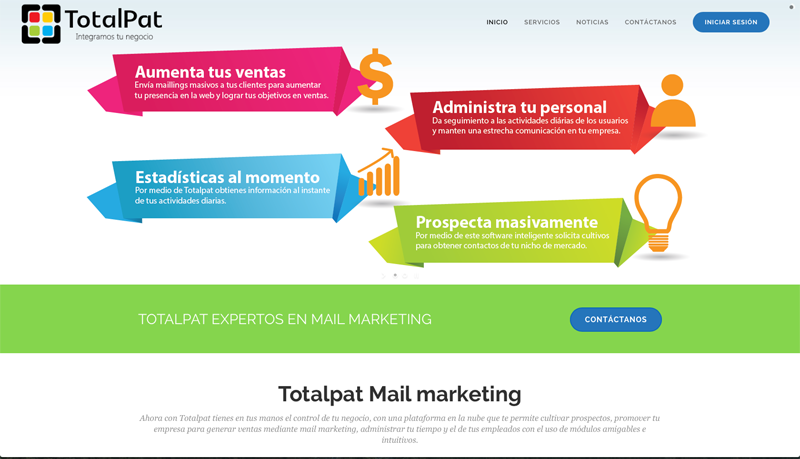 TotalPat
Integramos tu negocio
INICIO
SERVICIOS
NOTICIAS
CONTÁCTANOS
INICIAR SESIÓN
Aumenta tus ventas
Envía maillings masivos a tus clientes para aumentar
tu presencia en la web y lograr tus objetivos en ventas.
Administra tu personal
Da seguimiento a las actividades diárias de los usuarios
y manten una estrecha comunicación en tu empresa.
Estadísticas al momento
Por medio de Totalpat obtienes información al instante
de tus actividades diarias.
Prospecta masivamente
Por medio de este software inteligente solicita cultivos
para obtener contactos de tu nicho de mercado.
TOTALPAT EXPERTOS EN MAIL MARKETING
CONTÁCTANOS
Totalpat Mail marketing
Ahora con Totalpat tienes en tus manos el control de tu negocio, con una plataforma en la nube que te permite cultivar prospectos, promover tu
empresa para generar ventas mediante mail marketing, administrar tu tiempo y el de tus empleados con el uso de módulos amigables e
intuitivos.